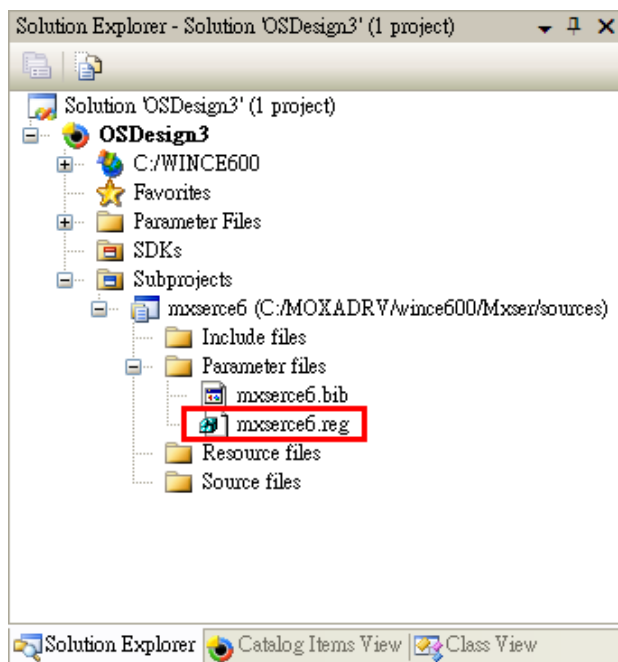 Solution Explorer - Solution 'OSDesign3' (1 project)
Solution 'OSDesign3' (1 project)
OSDesign3
C:/WINCE600
Favorites
Parameter Files
SDKs
Subprojects
mxserce6 (C:/MOXADRV/wince600/Mxser/sources)
Include files
Parameter files
mxserce6.bib
mxserce6.reg
Resource files
Source files
Solution Explorer Catalog Items View Class View